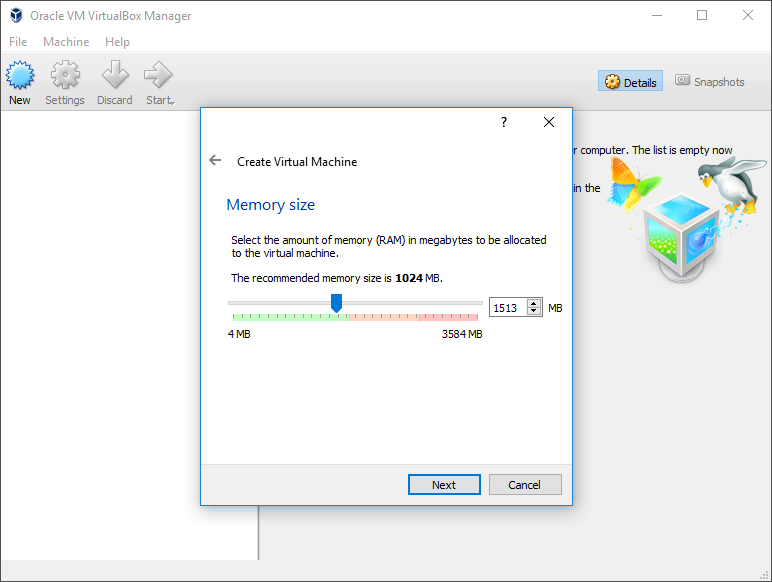 Oracle VM VirtualBox Manager
File Machine Help
New Settings Discard Start
Details Snapshots
r computer. The list is empty now
in the
?
Create Virtual Machine
Memory size
Select the amount of memory (RAM) in megabytes to be allocated
to the virtual machine.
The recommended memory size is 1024 MB.
1513 MB
4 MB 3584 MB
Next Cancel